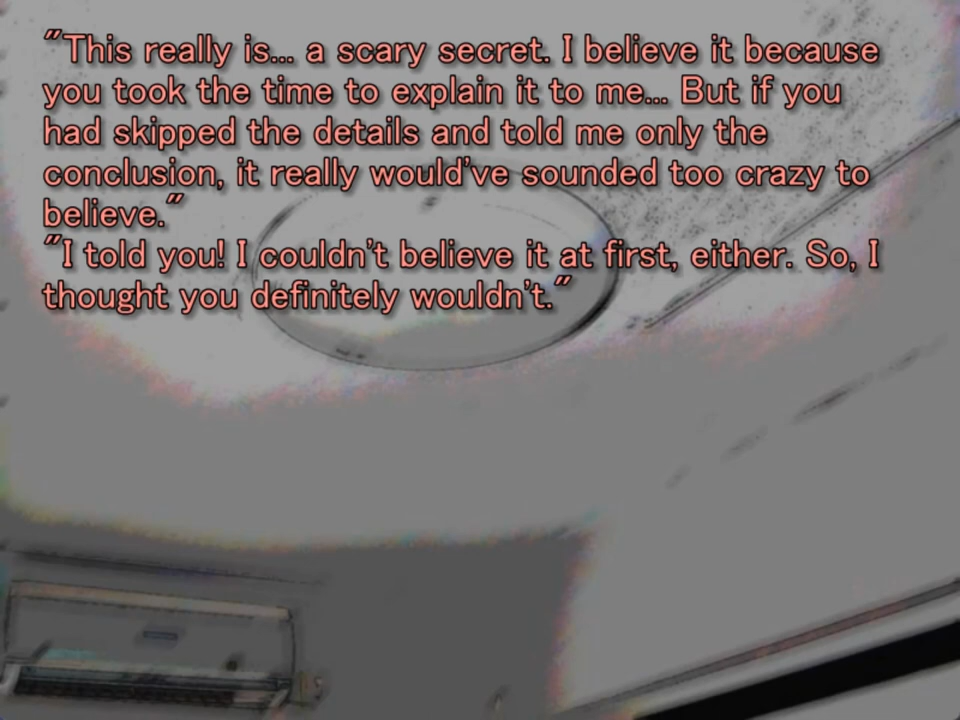 "This really is... a scary secret. I believe it because
you took the time to explain it to me... But if you
had skipped the details and told me only the
conclusion, it really would've sounded too crazy to
believe."
"I told you! I couldn't believe it at first, either. So, I
thought you definitely wouldn't."